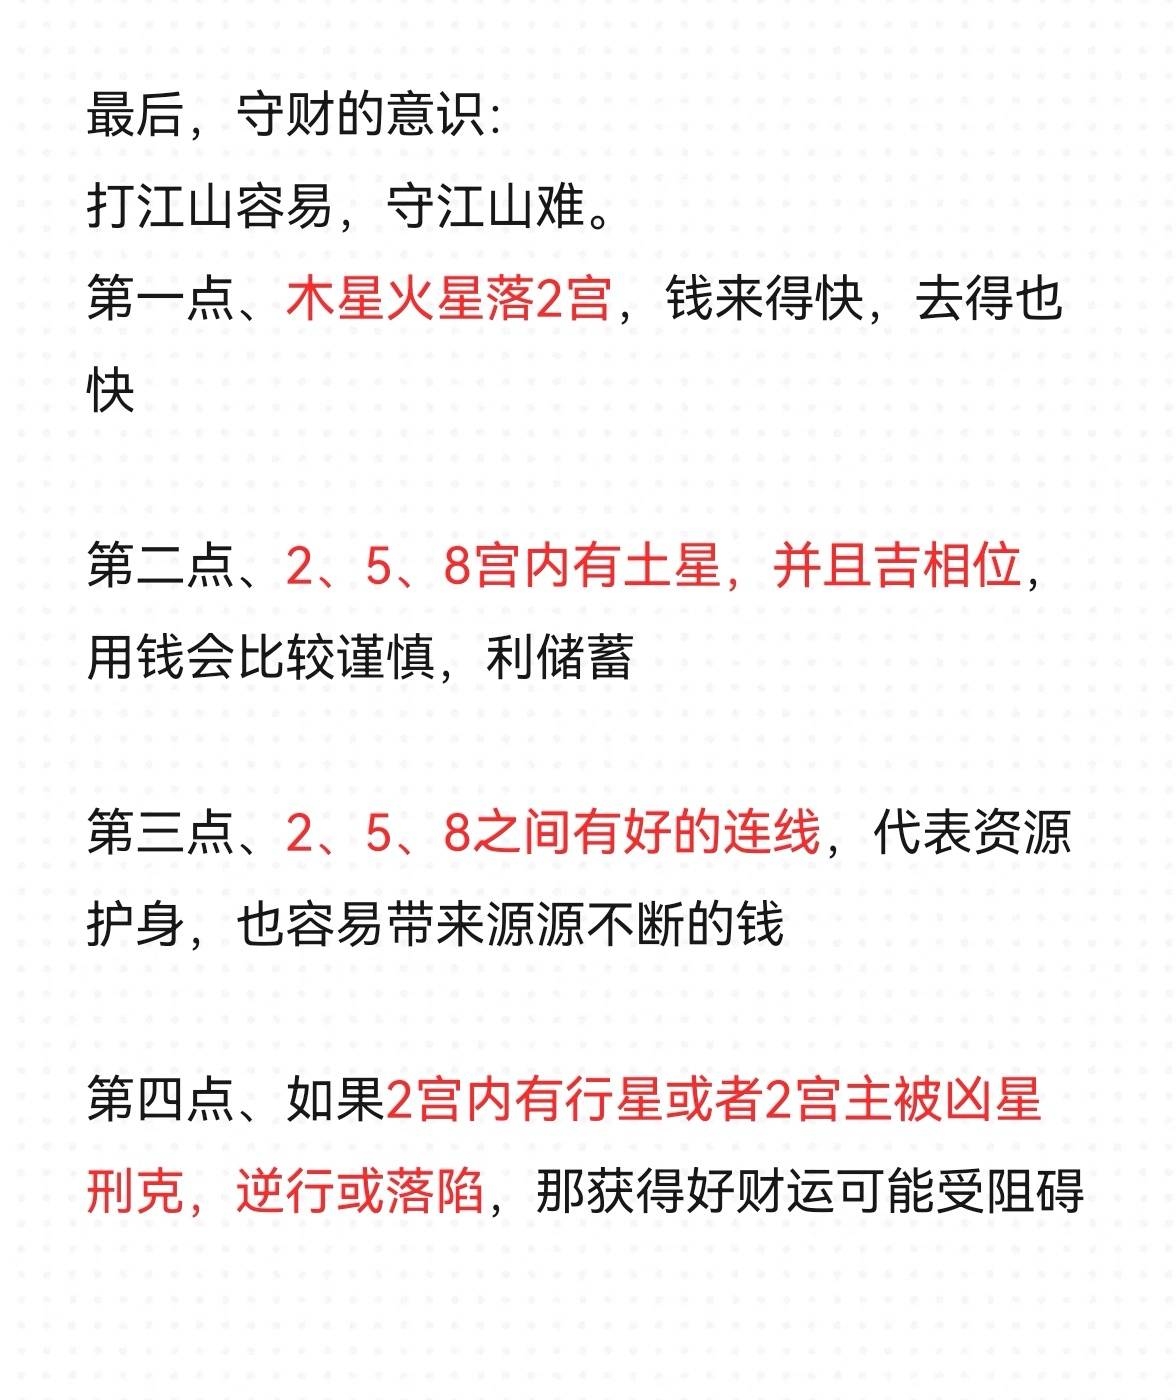 最后，守财的意识：
打江山容易，守江山难。
第一点、木星火星落2宫，钱来得快，去得也
快
第二点、2、5、8宫内有土星，并且吉相位，
用钱会比较谨慎，利储蓄
第三点、2、5、8之间有好的连线，代表资源
护身，也容易带来源源不断的钱
第四点、如果2宫内有行星或者2宫主被凶星
刑克，逆行或落陷，那获得好财运可能受阻碍